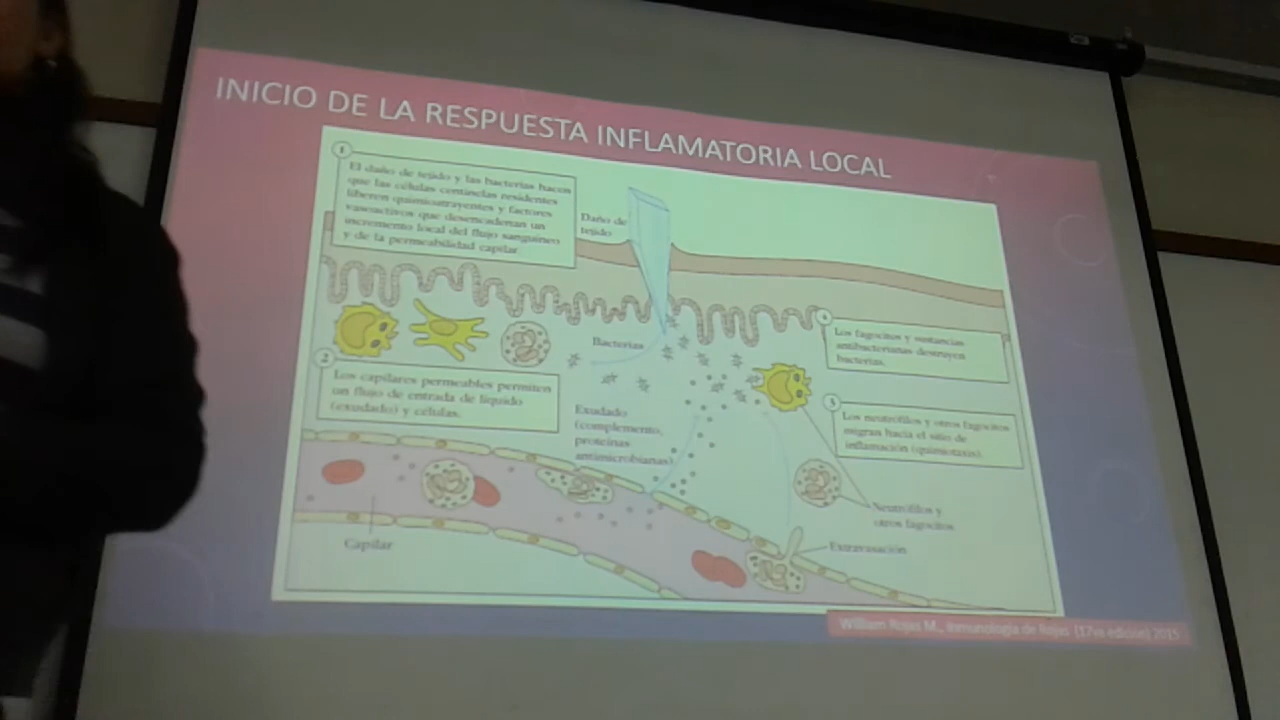 INICIO DE LA RESPUESTA INFLAMATORIA LOCAL
1
El daño de tejido y las bacterias hacen
que las células centinelas residentes
liberen quimioatrayentes y factores
vasoactivos que desencadenan un
incremento local del flujo sanguíneo
y de la permeabilidad capilar.
Daño de
tejido
Bacterias
2
Los capilares permeables permiten
un flujo de entrada de líquido
(exudado) y células.
Exudado
(complemento,
proteínas
antimicrobianas)
4
Los fagocitos y sustancias
antibacterianas destruyen
bacterias.
3
Los neutrófilos y otros fagocitos
migran hacia el sitio de
inflamación (quimiotaxis).
Neutrófilos y
otros fagocitos
Extravasación
Capilar
William Rojas M., Inmunología de Rojas (17va edición) 2015